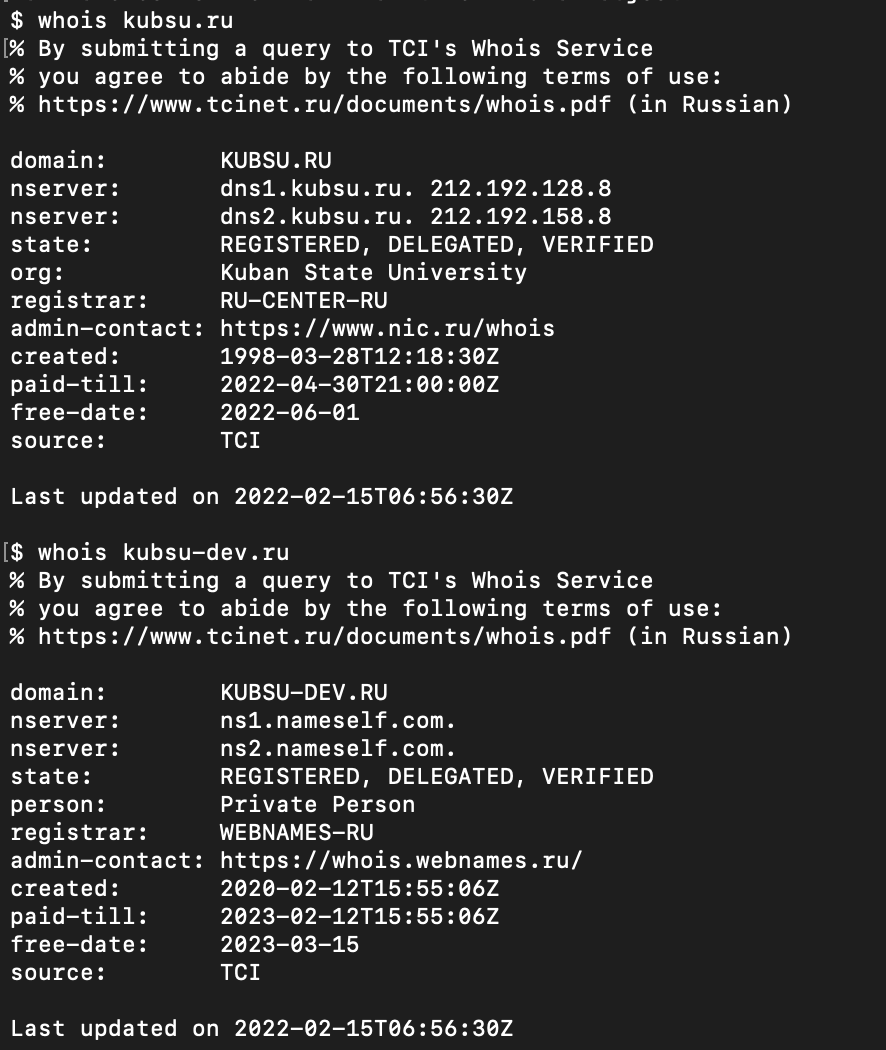 $ whois kubsu.ru
[% By submitting a query to TCI's Whois Service
% you agree to abide by the following terms of use:
% https://www.tcinet.ru/documents/whois.pdf (in Russian)
domain: KUBSU.RU
nserver: dns1.kubsu.ru. 212.192.128.8
nserver: dns2.kubsu.ru. 212.192.158.8
state: REGISTERED, DELEGATED, VERIFIED
org: Kuban State University
registrar: RU-CENTER-RU
admin-contact: https://www.nic.ru/whois
created: 1998-03-28T12:18:30Z
paid-till: 2022-04-30T21:00:00Z
free-date: 2022-06-01
source: TCI
Last updated on 2022-02-15T06:56:30Z
[$ whois kubsu-dev.ru
% By submitting a query to TCI's Whois Service
% you agree to abide by the following terms of use:
% https://www.tcinet.ru/documents/whois.pdf (in Russian)
domain: KUBSU-DEV.RU
nserver: ns1.nameself.com.
nserver: ns2.nameself.com.
state: REGISTERED, DELEGATED, VERIFIED
person: Private Person
registrar: WEBNAMES-RU
admin-contact: https://whois.webnames.ru/
created: 2020-02-12T15:55:06Z
paid-till: 2023-02-12T15:55:06Z
free-date: 2023-03-15
source: TCI
Last updated on 2022-02-15T06:56:30Z